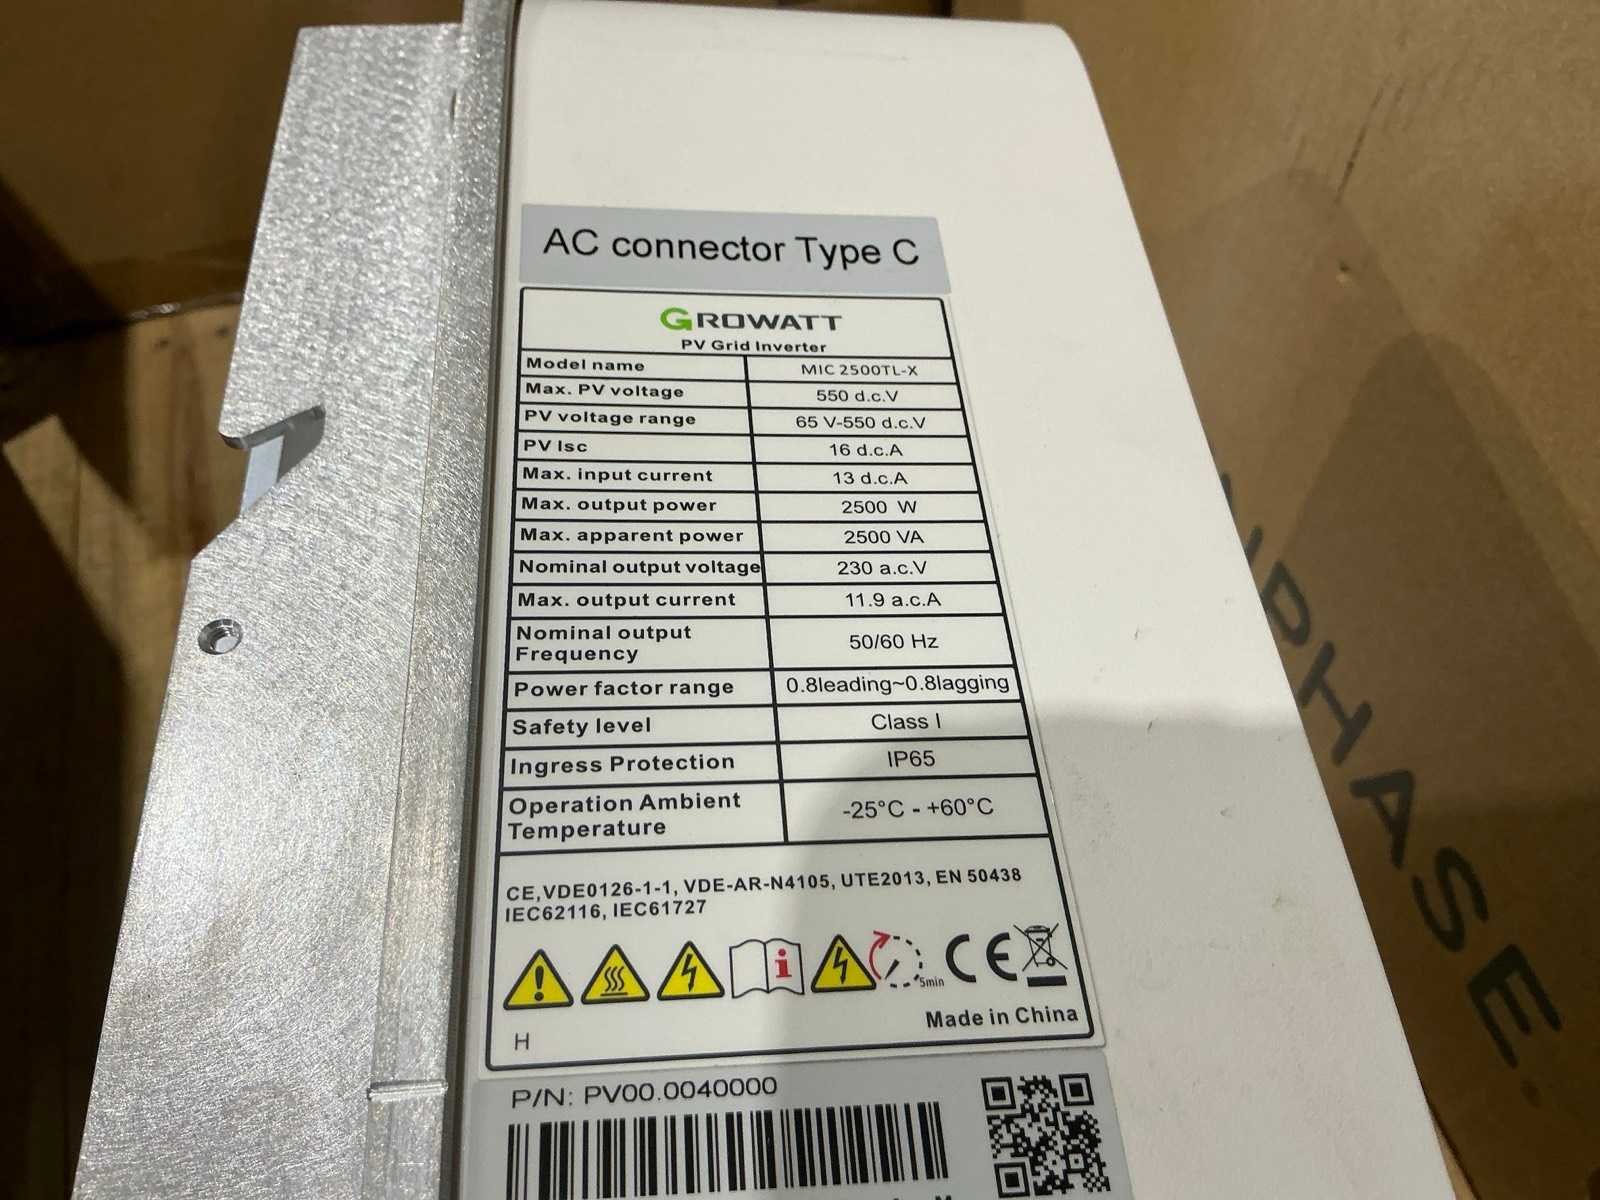 AC connector Type C
GROWATT
PV Grid Inverter
Model name MIC 2500TL-X
Max. PV voltage 550 d.c.V
PV voltage range 65 V-550 d.c.V
PV Isc 16 d.c.A
Max. input current 13 d.c.A
Max. output power 2500 W
Max. apparent power 2500 VA
Nominal output voltage 230 a.c.V
Max. output current 11.9 a.c.A
Nominal output
Frequency 50/60 Hz
Power factor range 0.8leading~0.8lagging
Safety level Class I
Ingress Protection IP65
Operation Ambient
Temperature -25°C - +60°C
CE,VDE0126-1-1, VDE-AR-N4105, UTE2013, EN 50438
IEC62116, IEC61727
5min
CE
Made in China
H
P/N: PV00.0040000
PHASE.